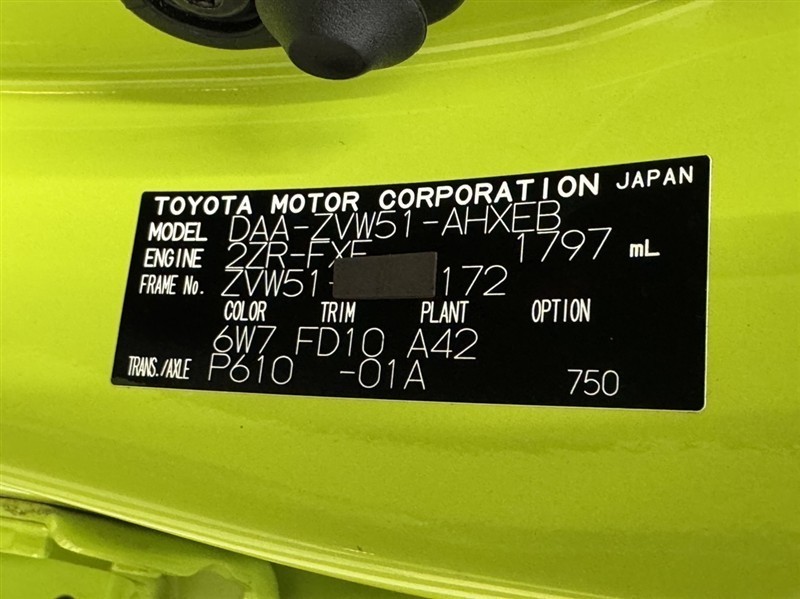 TOYOTA MOTOR CORPORATION JAPAN
MODEL DAA-ZVW51-AHXEB
ENGINE 2ZR-FXE 1797 mL
FRAME No. ZVW51- 172
COLOR TRIM PLANT OPTION
6W7 FD10 A42
TRANS./AXLE P610 -01A 750